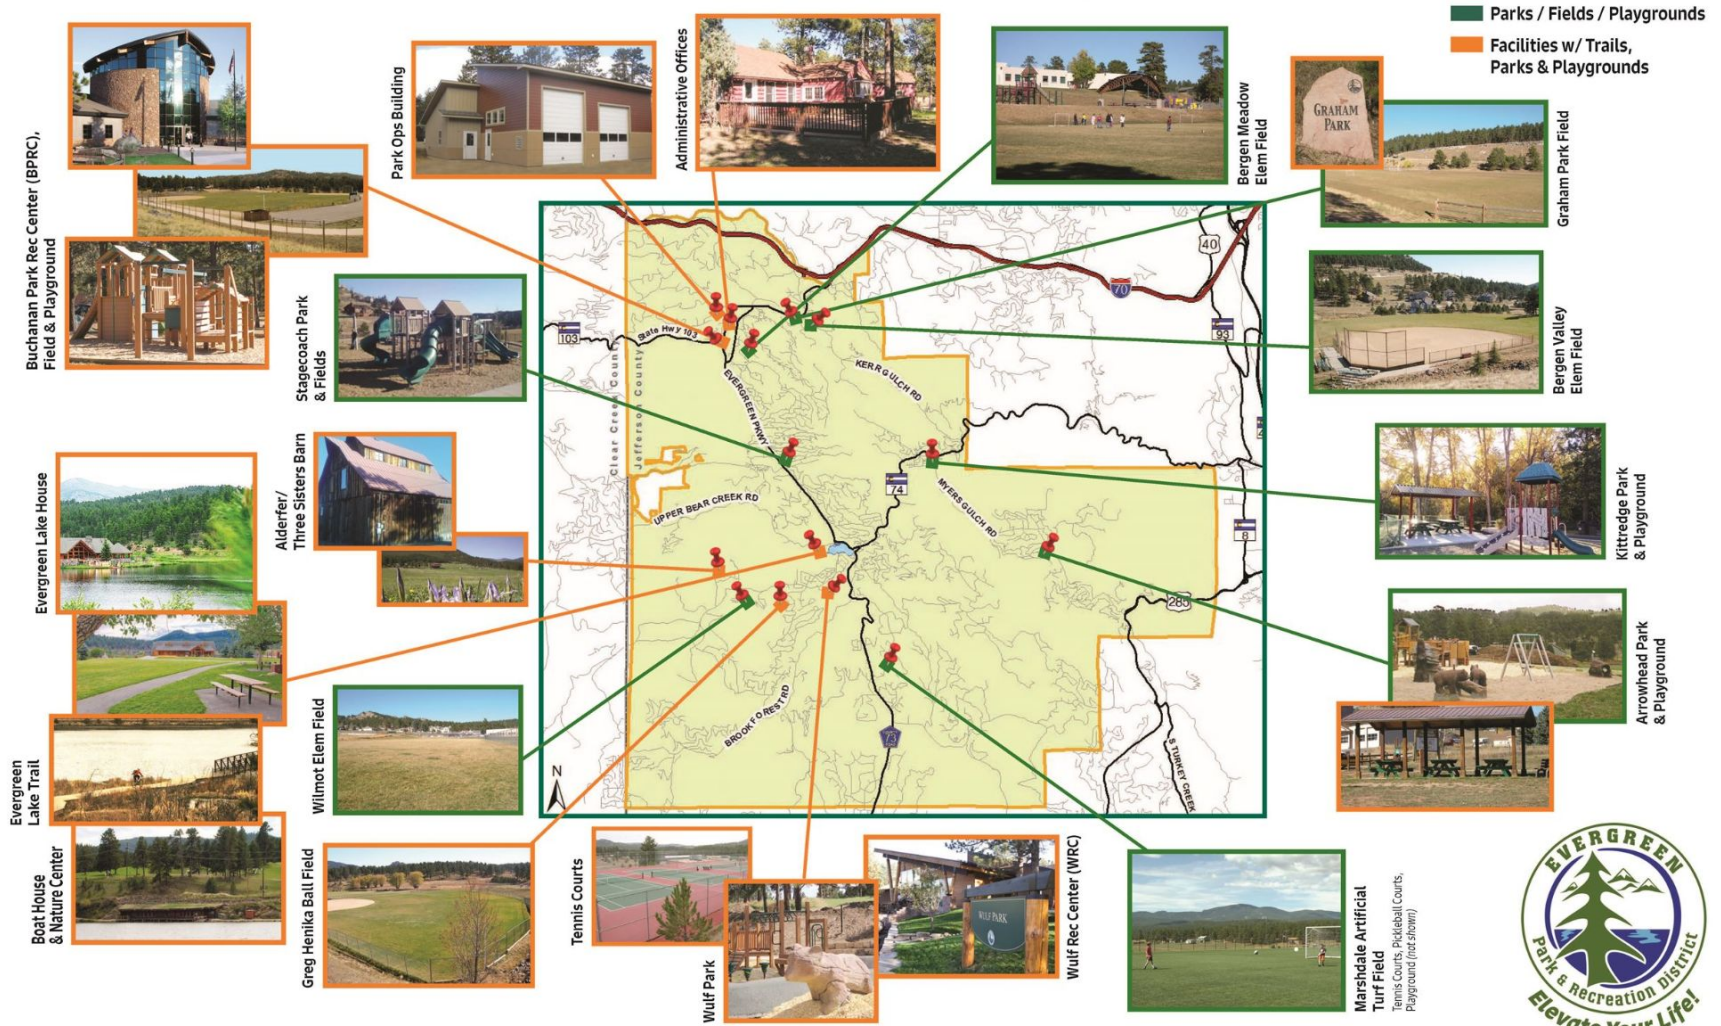 Parks / Fields / Playgrounds
Facilities w/ Trails,
Parks & Playgrounds
Buchanan Park Rec Center (BPRC),
Field & Playground
Park Ops Building
Administrative Offices
Bergen Meadow
Elem Field
GRAHAM
PARK
Graham Park Field
Stagecoach Park
& Fields
Bergen Valley
Elem Field
Evergreen Lake House
Alderfer/
Three Sisters Barn
Kittredge Park
& Playground
Arrowhead Park
& Playground
Evergreen
Lake Trail
Wilmot Elem Field
Boat House
& Nature Center
Greg Henika Ball Field
Tennis Courts
Wulf Park
WULF PARK
Wulf Rec Center (WRC)
Marshdale Artificial
Turf Field
Tennis Courts, Pickleball Courts,
Playground (not shown)
40
70
103
State Hwy 103
93
Clear Creek County
Jefferson County
EVERGREEN PKWY
KERR GULCH RD
74
UPPER BEAR CREEK RD
MYERS GULCH RD
8
285
BROOK FOREST RD
73
S TURKEY CREEK
N
EVERGREEN
Park & Recreation District
Elevate Your Life!